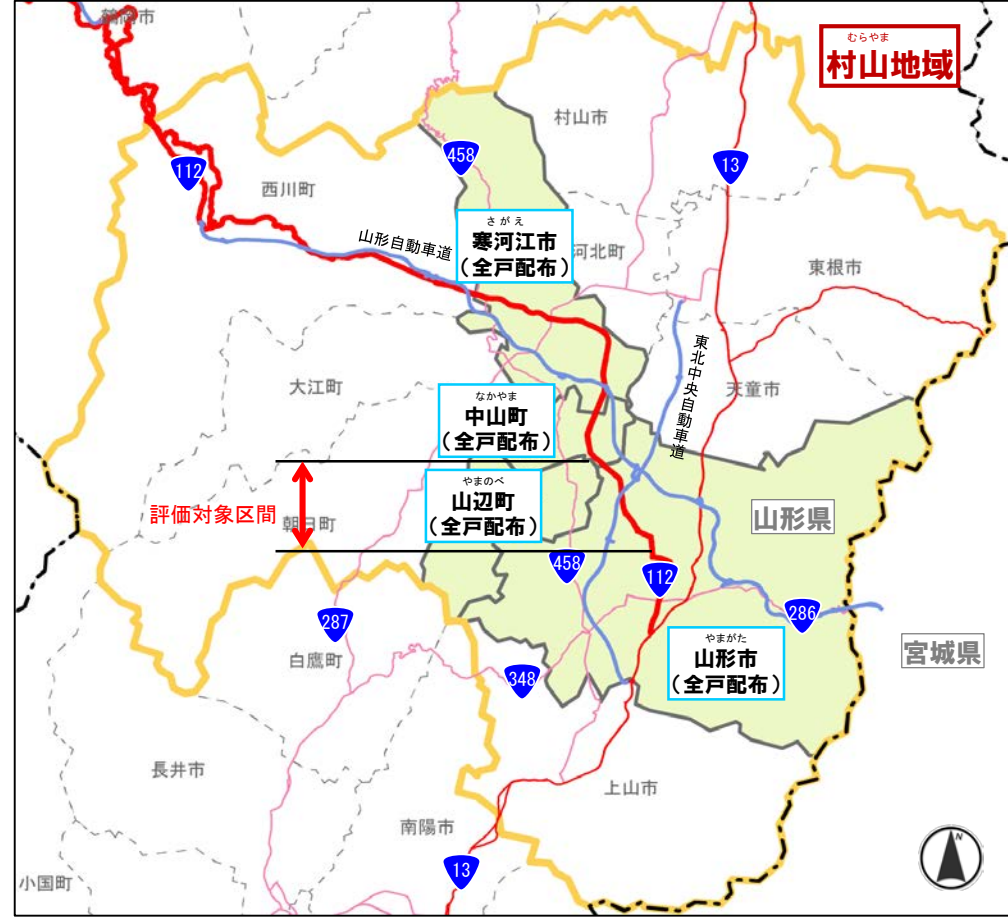 鶴岡市
むらやま
村山地域
村山市
458
13
112
西川町
さがえ
寒河江市
(全戸配布)
山形自動車道
河北町
東根市
東北中央自動車道
大江町
天童市
なかやま
中山町
(全戸配布)
やまのべ
山辺町
(全戸配布)
評価対象区間
朝日町
山形県
458
112
286
287
やまがた
山形市
(全戸配布)
宮城県
白鷹町
348
長井市
上山市
南陽市
13
小国町
N